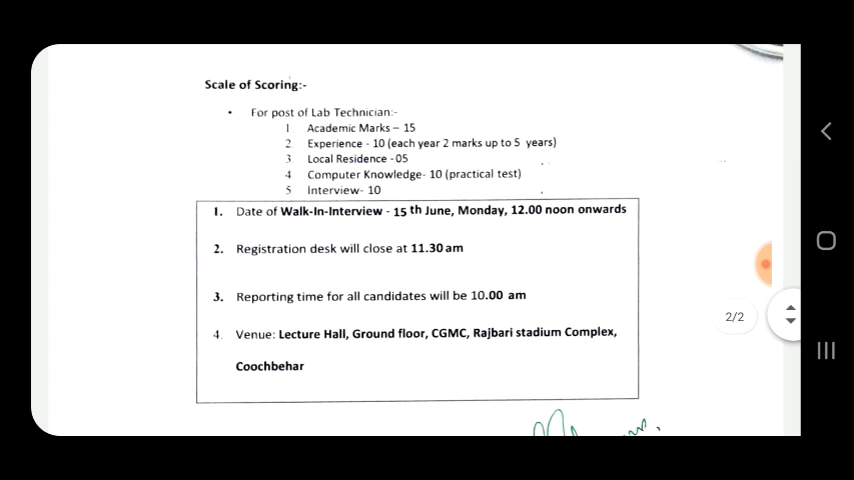 Scale of Scoring:-
• For post of Lab Technician:-
1 Academic Marks – 15
2 Experience - 10 (each year 2 marks up to 5 years)
3 Local Residence - 05
4 Computer Knowledge- 10 (practical test)
5 Interview- 10
1. Date of Walk-In-Interview - 15 th June, Monday, 12.00 noon onwards
2. Registration desk will close at 11.30 am
3. Reporting time for all candidates will be 10.00 am
2/2
4. Venue: Lecture Hall, Ground floor, CGMC, Rajbari stadium Complex,
Coochbehar